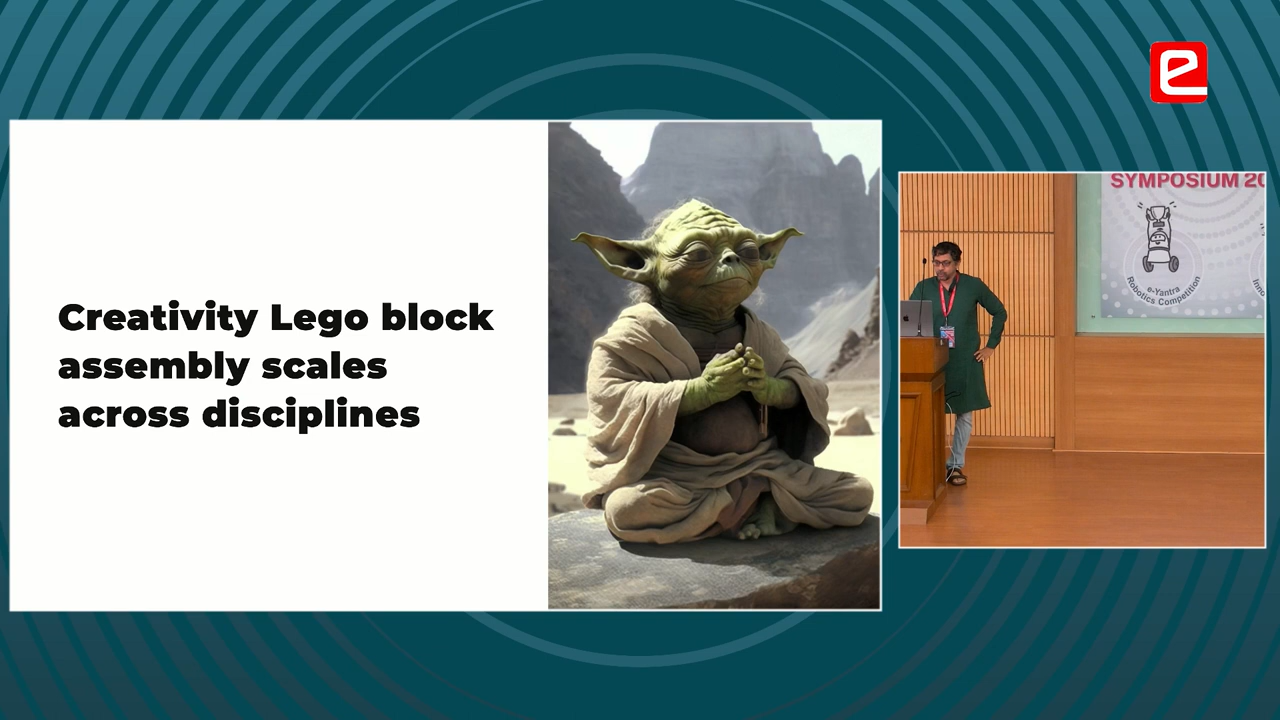 Creativity Lego block
assembly scales
across disciplines
SYMPOSIUM 20
e-Yantra
Robotics Competition